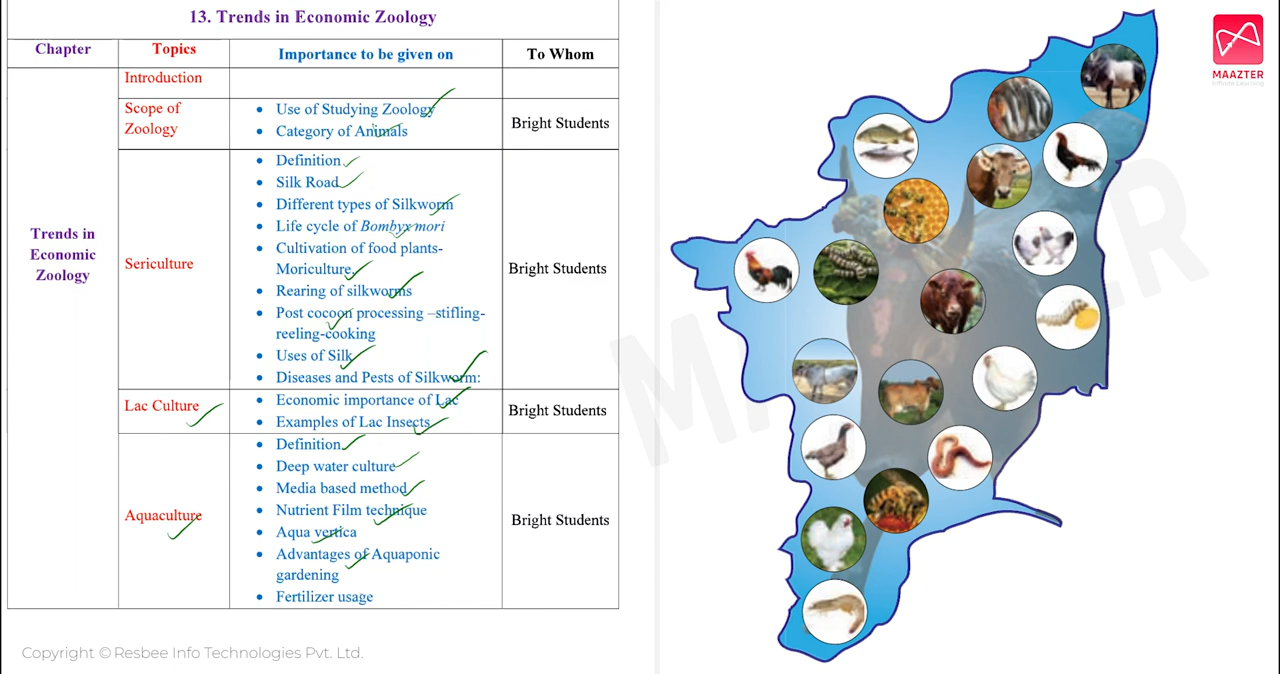 13. Trends in Economic Zoology
Chapter
Topics
Importance to be given on
To Whom
Trends in
Economic
Zoology
Introduction
Scope of
Zoology
• Use of Studying Zoology
• Category of Animals
Bright Students
Sericulture
• Definition
• Silk Road
• Different types of Silkworm
• Life cycle of Bombyx mori
• Cultivation of food plants-
Moriculture,
• Rearing of silkworms
• Post cocoon processing –stifling-
reeling-cooking
• Uses of Silk
• Diseases and Pests of Silkworm:
Bright Students
Lac Culture
• Economic importance of Lac
• Examples of Lac Insects
Bright Students
Aquaculture
• Definition
• Deep water culture
• Media based method
• Nutrient Film technique
• Aqua vertica
• Advantages of Aquaponic
gardening
• Fertilizer usage
Bright Students
Copyright © Resbee Info Technologies Pvt. Ltd.
MAAZTER
Infinite Learning
MAAZTER